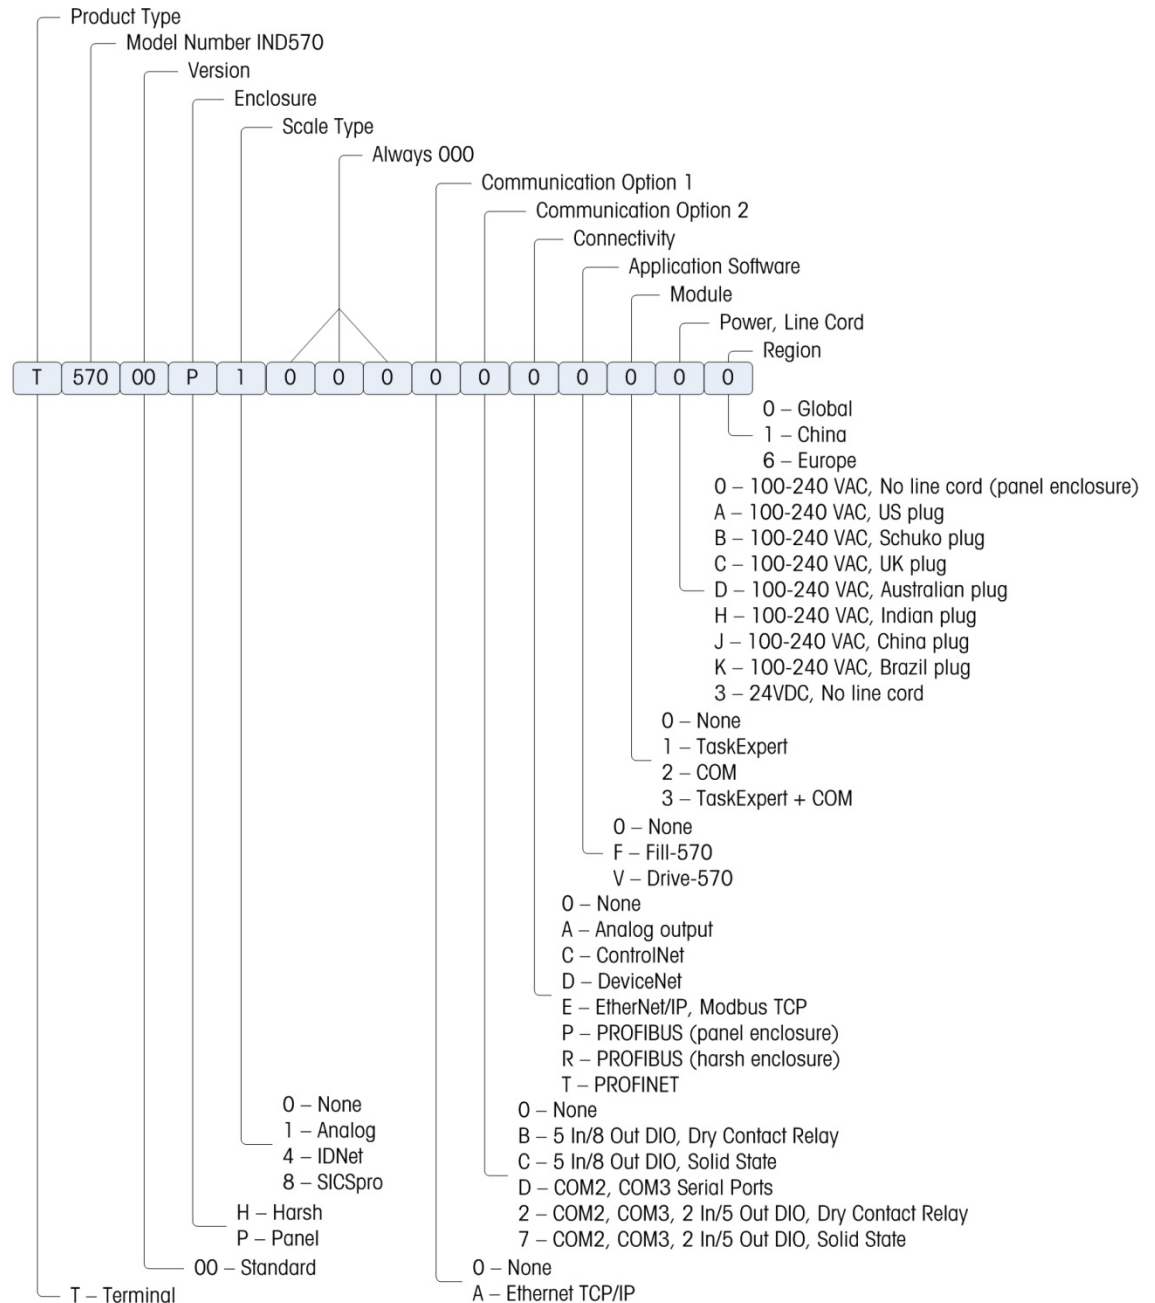 Product Type
Model Number IND570
Version
Enclosure
Scale Type
Always 000
Communication Option 1
Communication Option 2
Connectivity
Application Software
Module
Power, Line Cord
Region
T 570 00 P 1 0 0 0 0 0 0 0 0 0 0
0 – Global
1 – China
6 – Europe
0 – 100-240 VAC, No line cord (panel enclosure)
A – 100-240 VAC, US plug
B – 100-240 VAC, Schuko plug
C – 100-240 VAC, UK plug
D – 100-240 VAC, Australian plug
H – 100-240 VAC, Indian plug
J – 100-240 VAC, China plug
K – 100-240 VAC, Brazil plug
3 – 24VDC, No line cord
0 – None
1 – TaskExpert
2 – COM
3 – TaskExpert + COM
0 – None
F – Fill-570
V – Drive-570
0 – None
A – Analog output
C – ControlNet
D – DeviceNet
E – EtherNet/IP, Modbus TCP
P – PROFIBUS (panel enclosure)
R – PROFIBUS (harsh enclosure)
T – PROFINET
0 – None
B – 5 In/8 Out DIO, Dry Contact Relay
C – 5 In/8 Out DIO, Solid State
D – COM2, COM3 Serial Ports
2 – COM2, COM3, 2 In/5 Out DIO, Dry Contact Relay
7 – COM2, COM3, 2 In/5 Out DIO, Solid State
0 – None
A – Ethernet TCP/IP
0 – None
1 – Analog
4 – IDNet
8 – SICSpro
H – Harsh
P – Panel
00 – Standard
T – Terminal